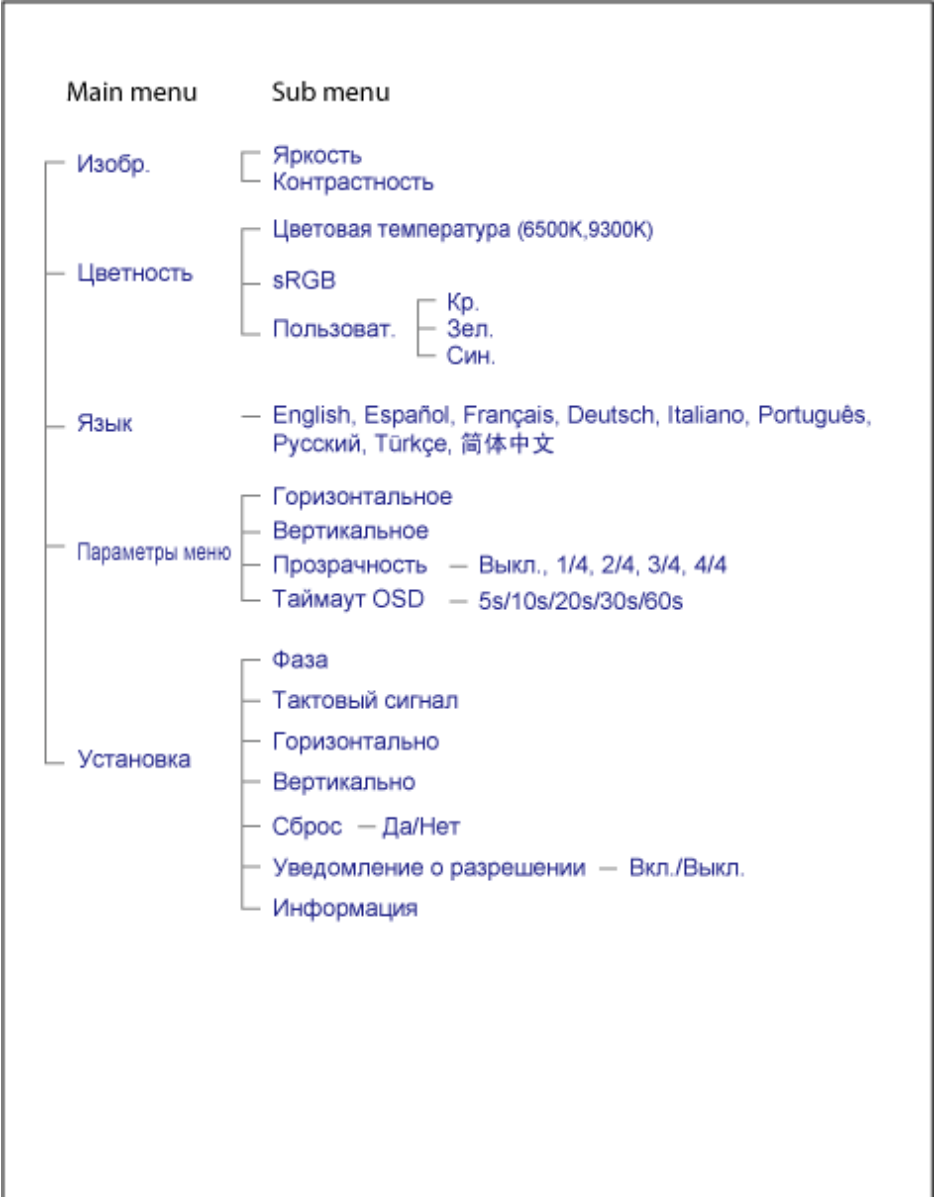 Main menu Sub menu
Изобр. Яркость
Контрастность
Цветовая температура (6500K,9300K)
Цветность sRGB
Кр.
Пользоват. Зел.
Син.
Язык English, Español, Français, Deutsch, Italiano, Português,
Русский, Türkçe, 简体中文
Горизонтальное
Вертикальное
Параметры меню Прозрачность — Выкл., 1/4, 2/4, 3/4, 4/4
Таймаут OSD — 5s/10s/20s/30s/60s
Фаза
Тактовый сигнал
Горизонтально
Установка
Вертикально
Сброс — Да/Нет
Уведомление о разрешении — Вкл./Выкл.
Информация